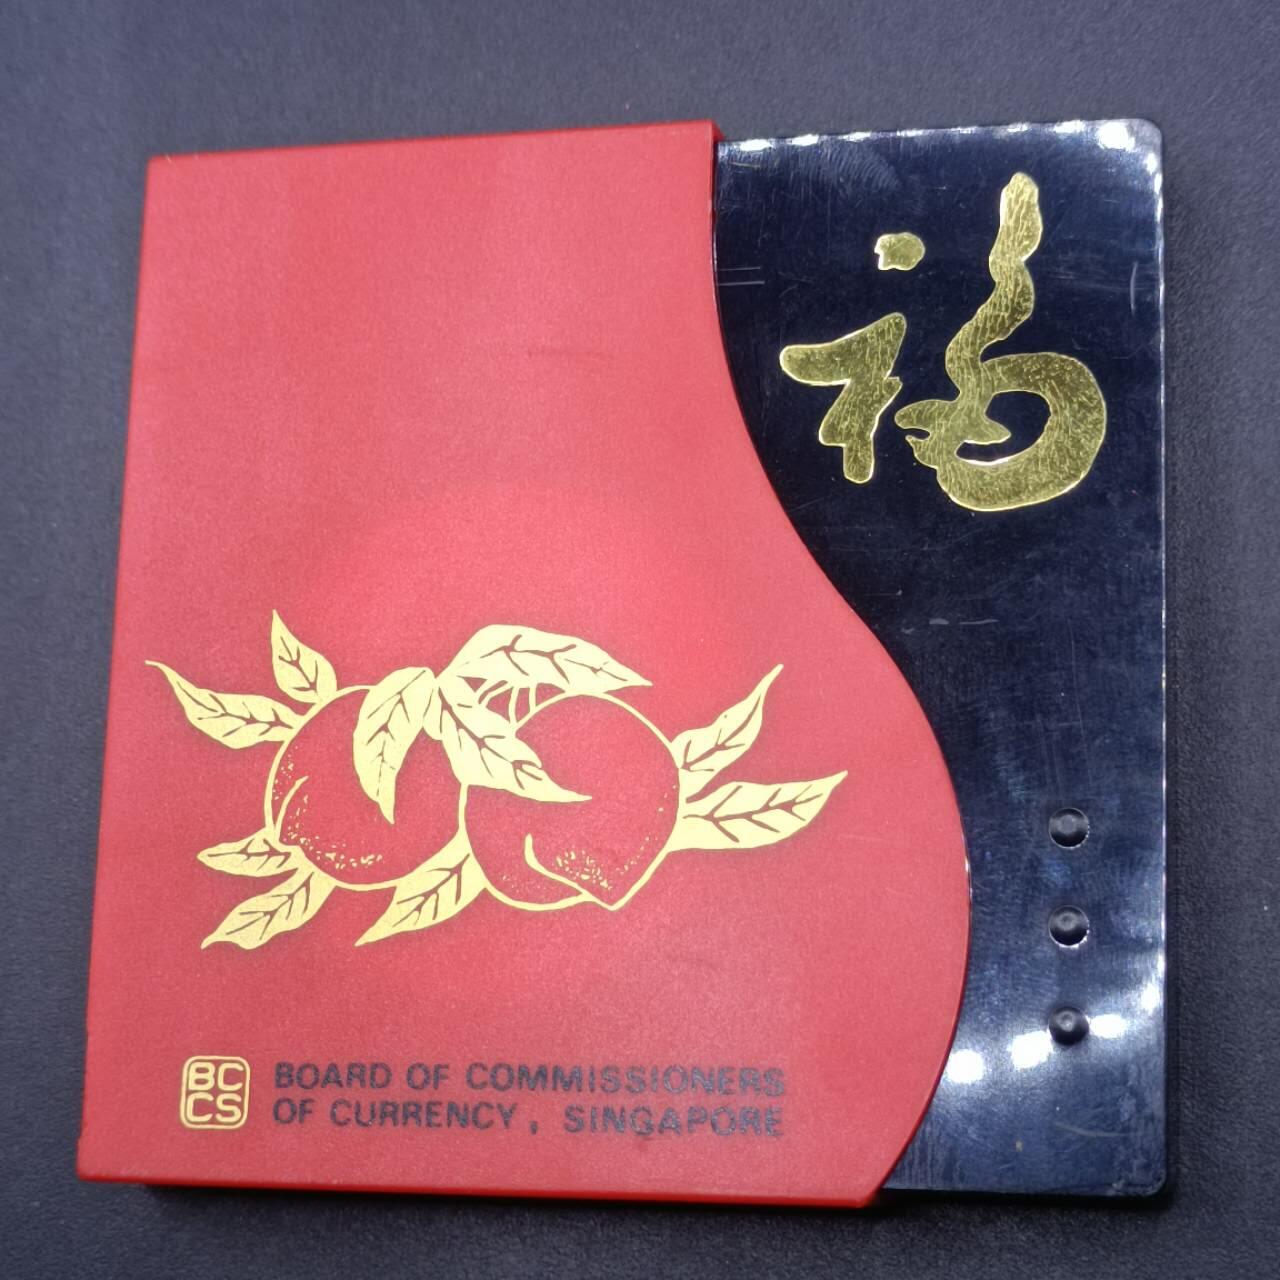 福
BC
CS
BOARD OF COMMISSIONERS
OF CURRENCY, SINGAPORE